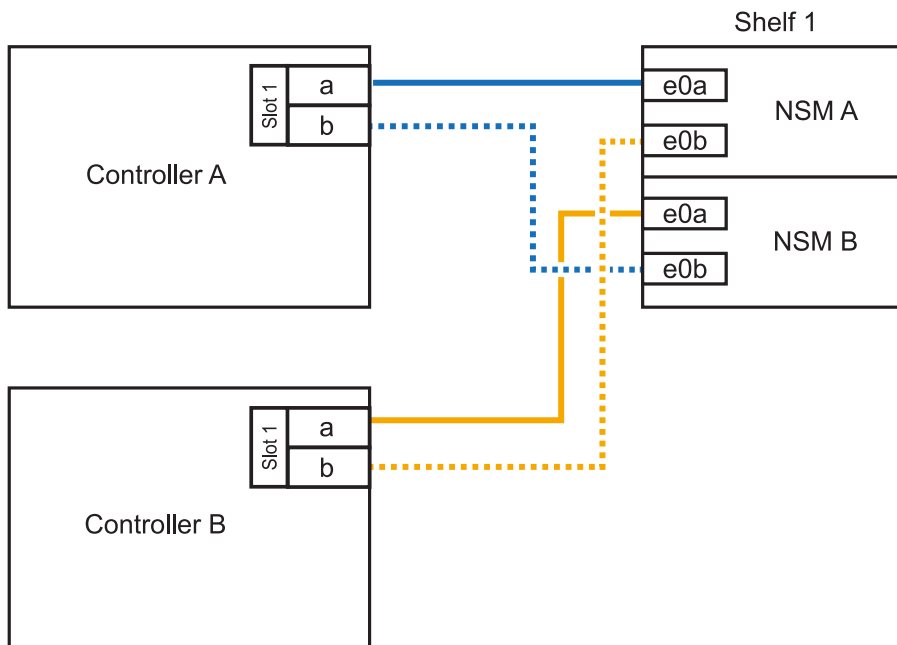 Shelf 1
Slot 1
a
b
Controller A
e0a
e0b
NSM A
e0a
e0b
NSM B
Slot 1
a
b
Controller B